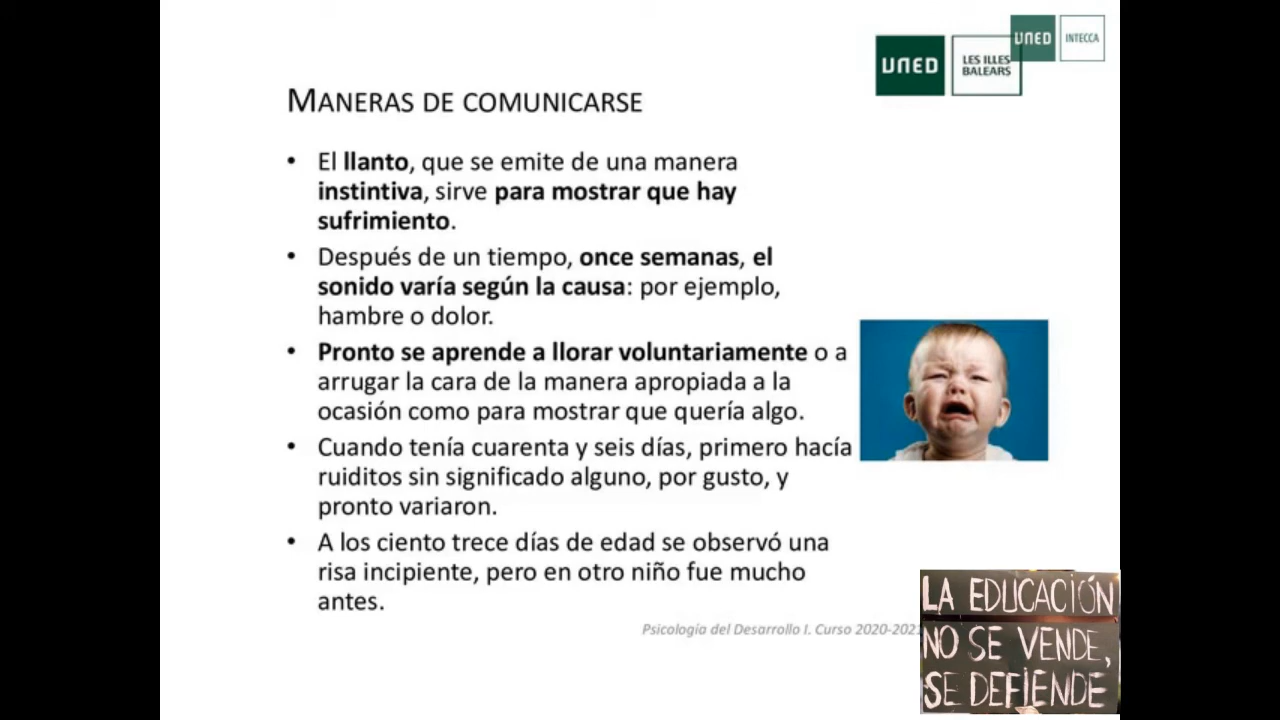 UNED
INTECCA
UNED
LES ILLES
BALEARS
MANERAS DE COMUNICARSE
• El llanto, que se emite de una manera
instintiva, sirve para mostrar que hay
sufrimiento.
• Después de un tiempo, once semanas, el
sonido varía según la causa: por ejemplo,
hambre o dolor.
• Pronto se aprende a llorar voluntariamente o a
arrugar la cara de la manera apropiada a la
ocasión como para mostrar que quería algo.
• Cuando tenía cuarenta y seis días, primero hacía
ruiditos sin significado alguno, por gusto, y
pronto variaron.
• A los ciento trece días de edad se observó una
risa incipiente, pero en otro niño fue mucho
antes.
Psicología del Desarrollo I. Curso 2020-2021
LA EDUCACIÓN
NO SE VENDE,
SE DEFIENDE